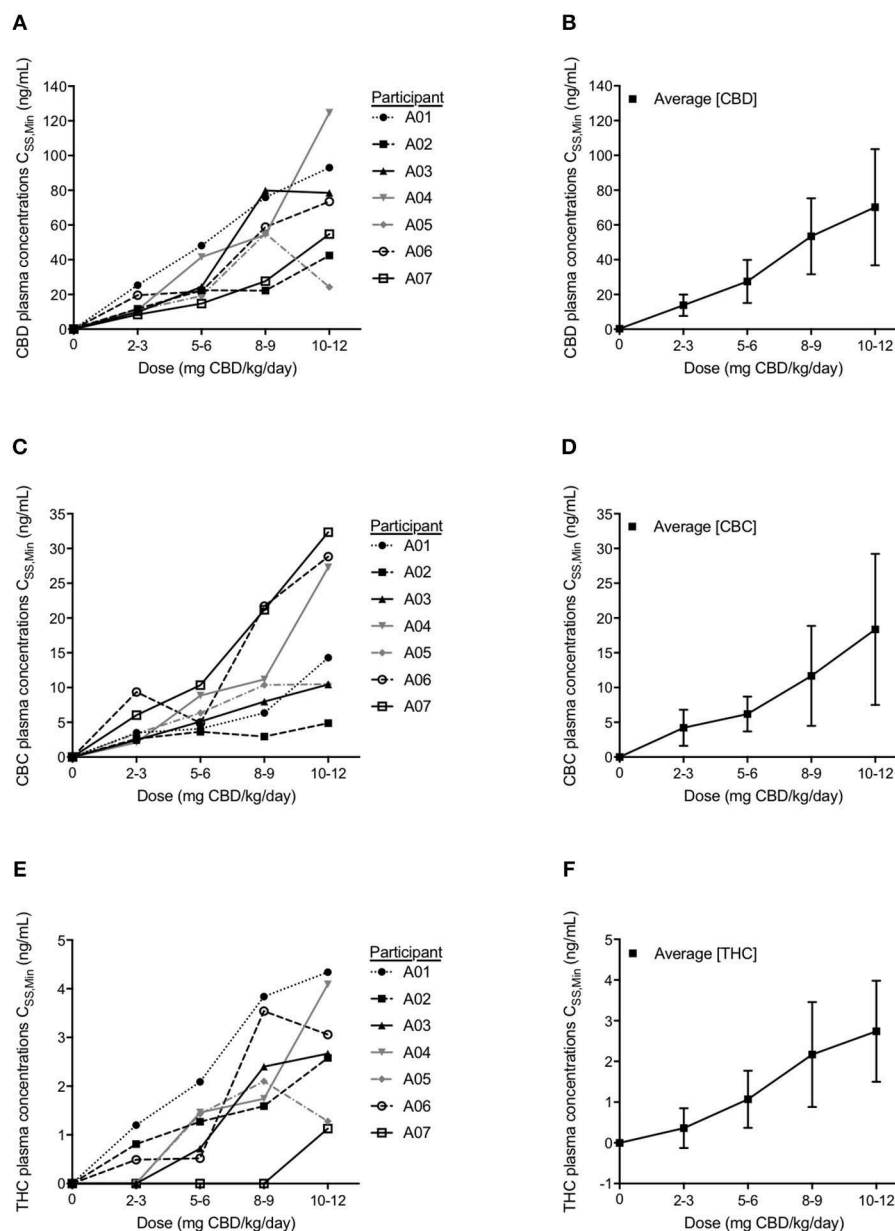 A
CBD plasma concentrations CSS,Min (ng/mL)
140
120
100
80
60
40
20
0
0 2-3 5-6 8-9 10-12
Dose (mg CBD/kg/day)
Participant
A01
A02
A03
A04
A05
A06
A07
B
CBD plasma concentrations CSS,Min (ng/mL)
140
120
100
80
60
40
20
0
Average [CBD]
0 2-3 5-6 8-9 10-12
Dose (mg CBD/kg/day)
C
CBC plasma concentrations CSS,Min (ng/mL)
35
30
25
20
15
10
5
0
0 2-3 5-6 8-9 10-12
Dose (mg CBD/kg/day)
Participant
A01
A02
A03
A04
A05
A06
A07
D
CBC plasma concentrations CSS,Min (ng/mL)
35
30
25
20
15
10
5
0
Average [CBC]
0 2-3 5-6 8-9 10-12
Dose (mg CBD/kg/day)
E
THC plasma concentrations CSS,Min (ng/mL)
5
4
3
2
1
0
0 2-3 5-6 8-9 10-12
Dose (mg CBD/kg/day)
Participant
A01
A02
A03
A04
A05
A06
A07
F
THC plasma concentrations CSS,Min (ng/mL)
5
4
3
2
1
0
-1
Average [THC]
0 2-3 5-6 8-9 10-12
Dose (mg CBD/kg/day)